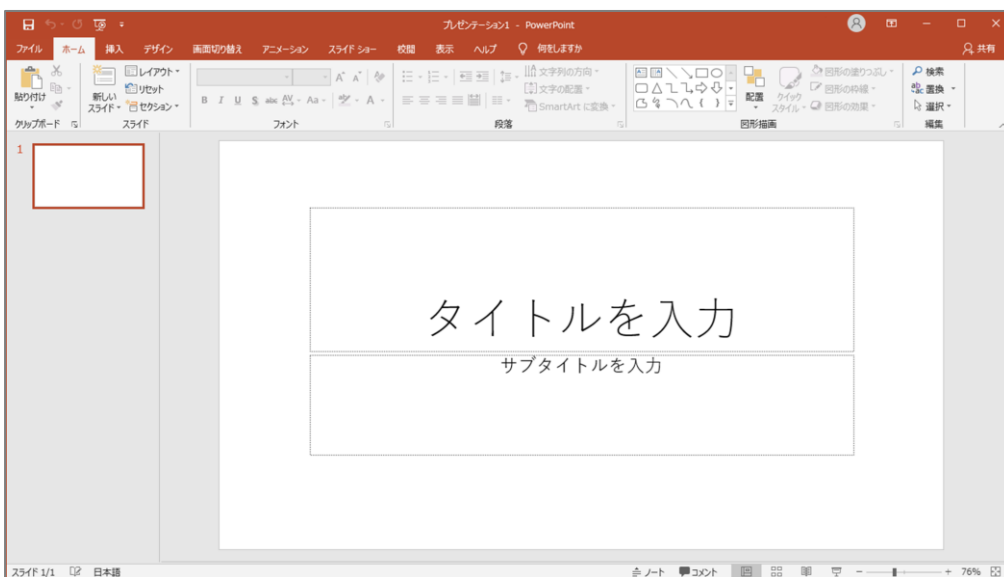 プレゼンテーション1 - PowerPoint
ファイル ホーム 挿入 デザイン 画面切り替え アニメーション スライド ショー 校閲 表示 ヘルプ 何をしますか 共有
貼り付け
新しい
スライド
レイアウト
リセット
セクション
B I U S abc AV Aa A
A A
文字列の方向
文字の配置
SmartArt に変換
配置
クイック
スタイル
図形の塗りつぶし
図形の枠線
図形の効果
検索
置換
選択
クリップボード スライド フォント 段落 図形描画 編集
1
タイトルを入力
サブタイトルを入力
スライド 1/1 日本語 ノート コメント 76%